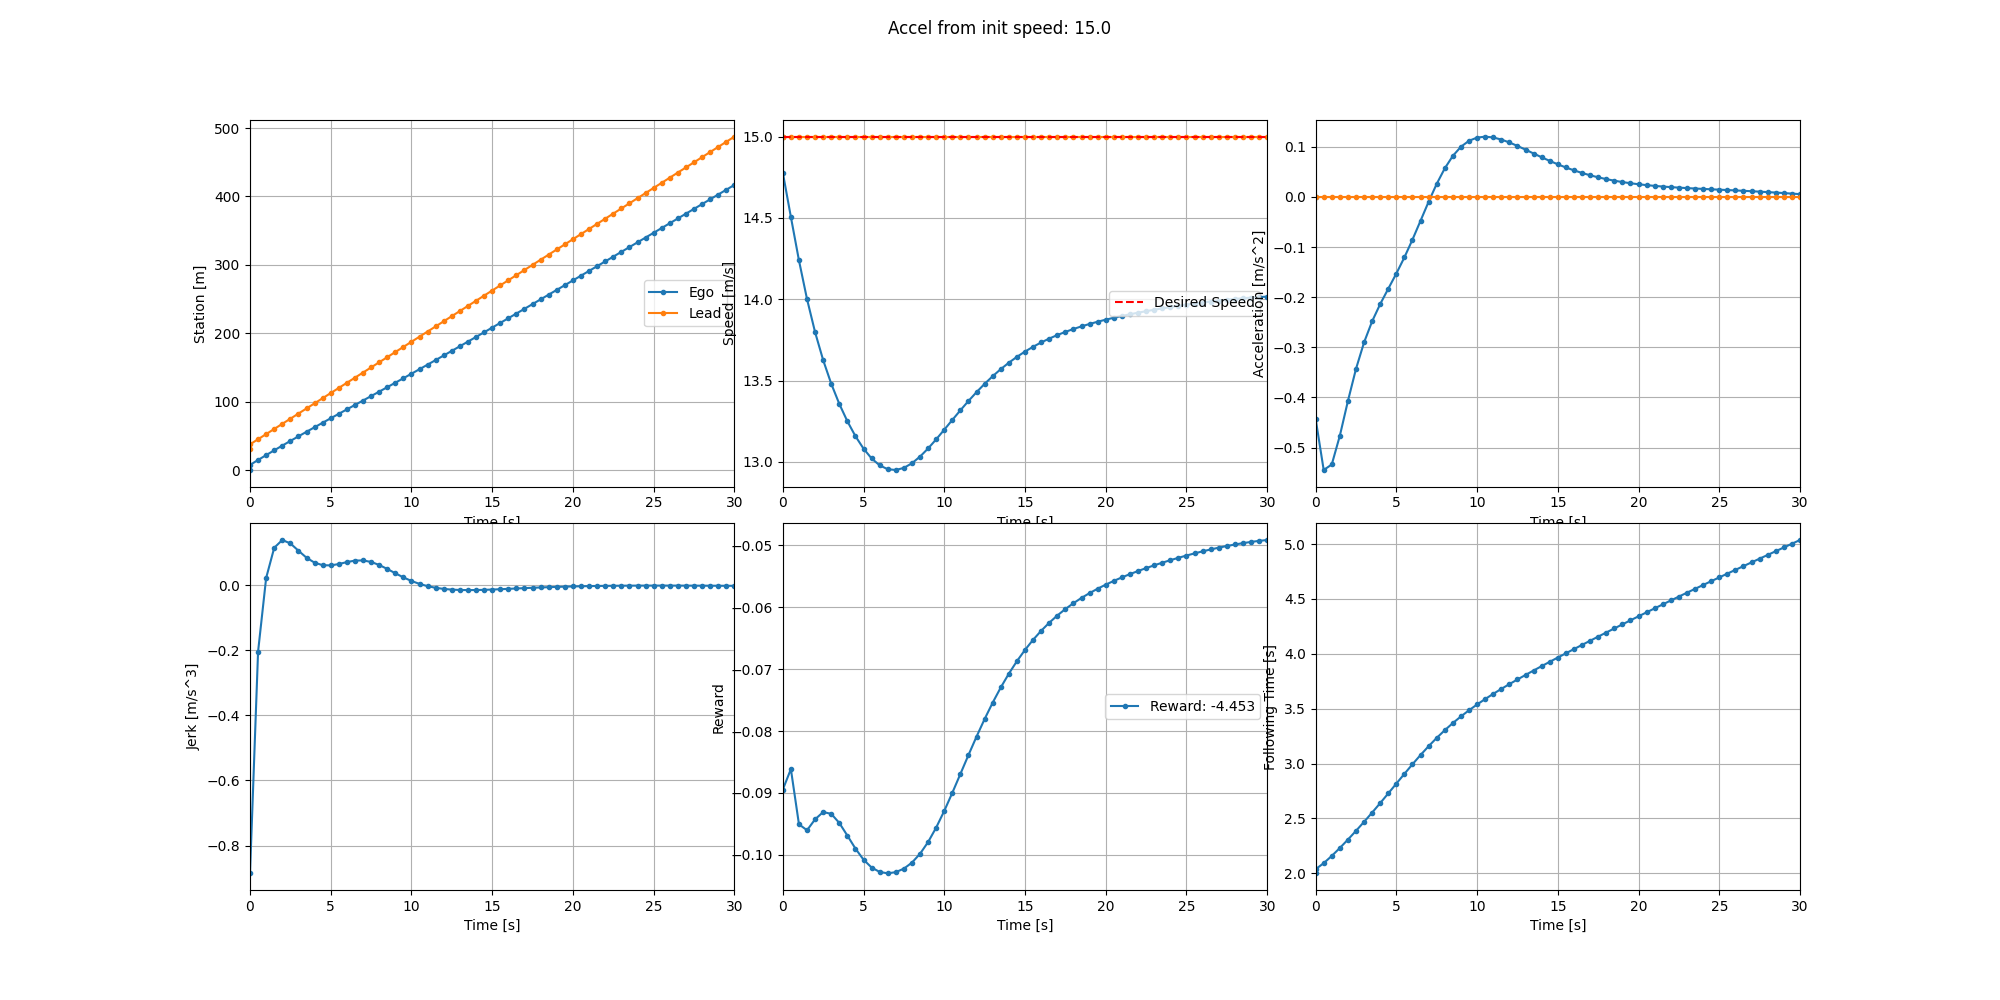 Accel from init speed: 15.0
500
400
300
200
100
0
Station [m]
Ego
Lead
0 5 10 15 20 25 30
Time [s]
15.0
14.5
14.0
13.5
13.0
Speed [m/s]
Desired Speed
0 5 10 15 20 25 30
Time [s]
0.1
0.0
−0.1
−0.2
−0.3
−0.4
−0.5
Acceleration [m/s^2]
0 5 10 15 20 25 30
Time [s]
0.0
−0.2
−0.4
−0.6
−0.8
Jerk [m/s^3]
0 5 10 15 20 25 30
Time [s]
−0.05
−0.06
−0.07
−0.08
−0.09
−0.10
Reward
Reward: -4.453
0 5 10 15 20 25 30
Time [s]
5.0
4.5
4.0
3.5
3.0
2.5
2.0
Following Time [s]
0 5 10 15 20 25 30
Time [s]